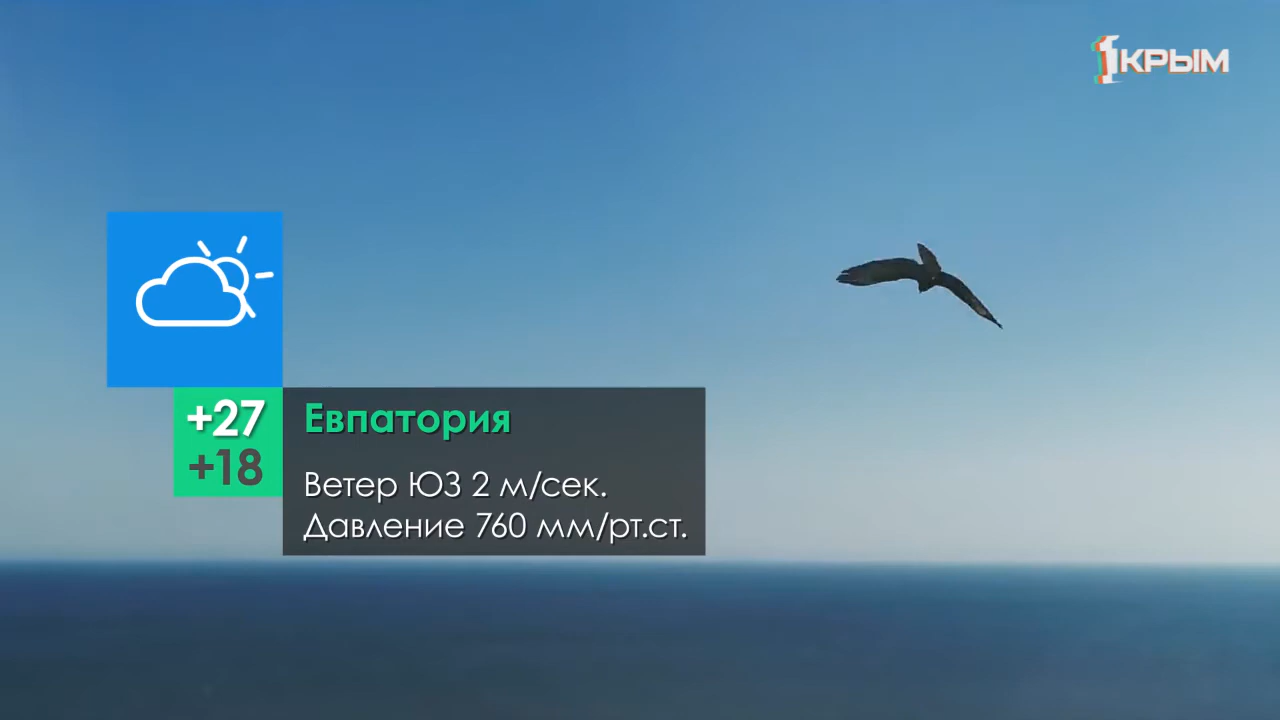 1КРЫМ
+27
+18
Евпатория
Ветер ЮЗ 2 м/сек.
Давление 760 мм/рт.ст.